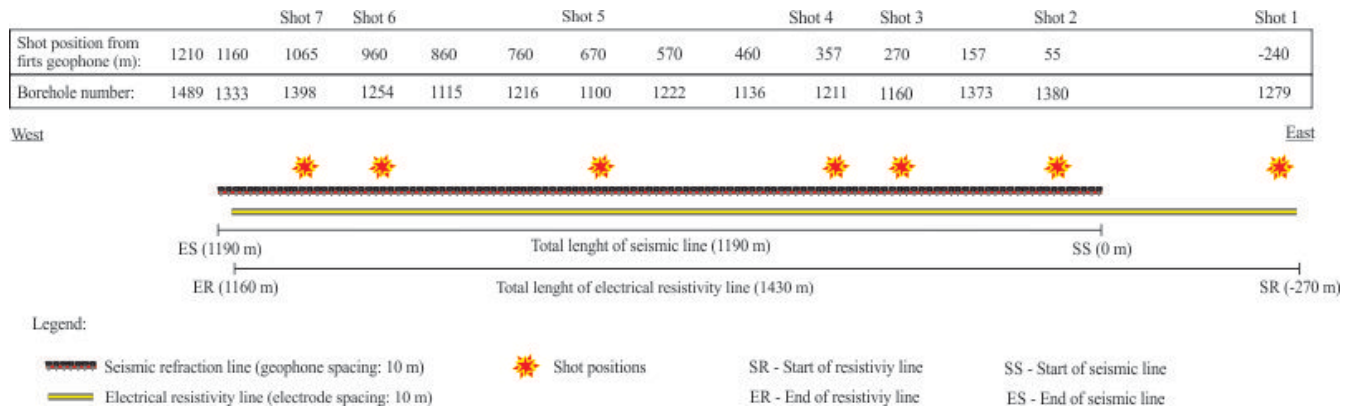 Shot 7 Shot 6 Shot 5 Shot 4 Shot 3 Shot 2 Shot 1
Shot position from
firts geophone (m): 1210 1160 1065 960 860 760 670 570 460 357 270 157 55 -240
Borehole number: 1489 1333 1398 1254 1115 1216 1100 1222 1136 1211 1160 1373 1380 1279
West East
ES (1190 m) Total lenght of seismic line (1190 m) SS (0 m)
ER (1160 m) Total lenght of electrical resistivity line (1430 m) SR (-270 m)
Legend:
Seismic refraction line (geophone spacing: 10 m) Shot positions SR - Start of resistiviy line SS - Start of seismic line
Electrical resistivity line (electrode spacing: 10 m) ER - End of resistiviy line ES - End of seismic line